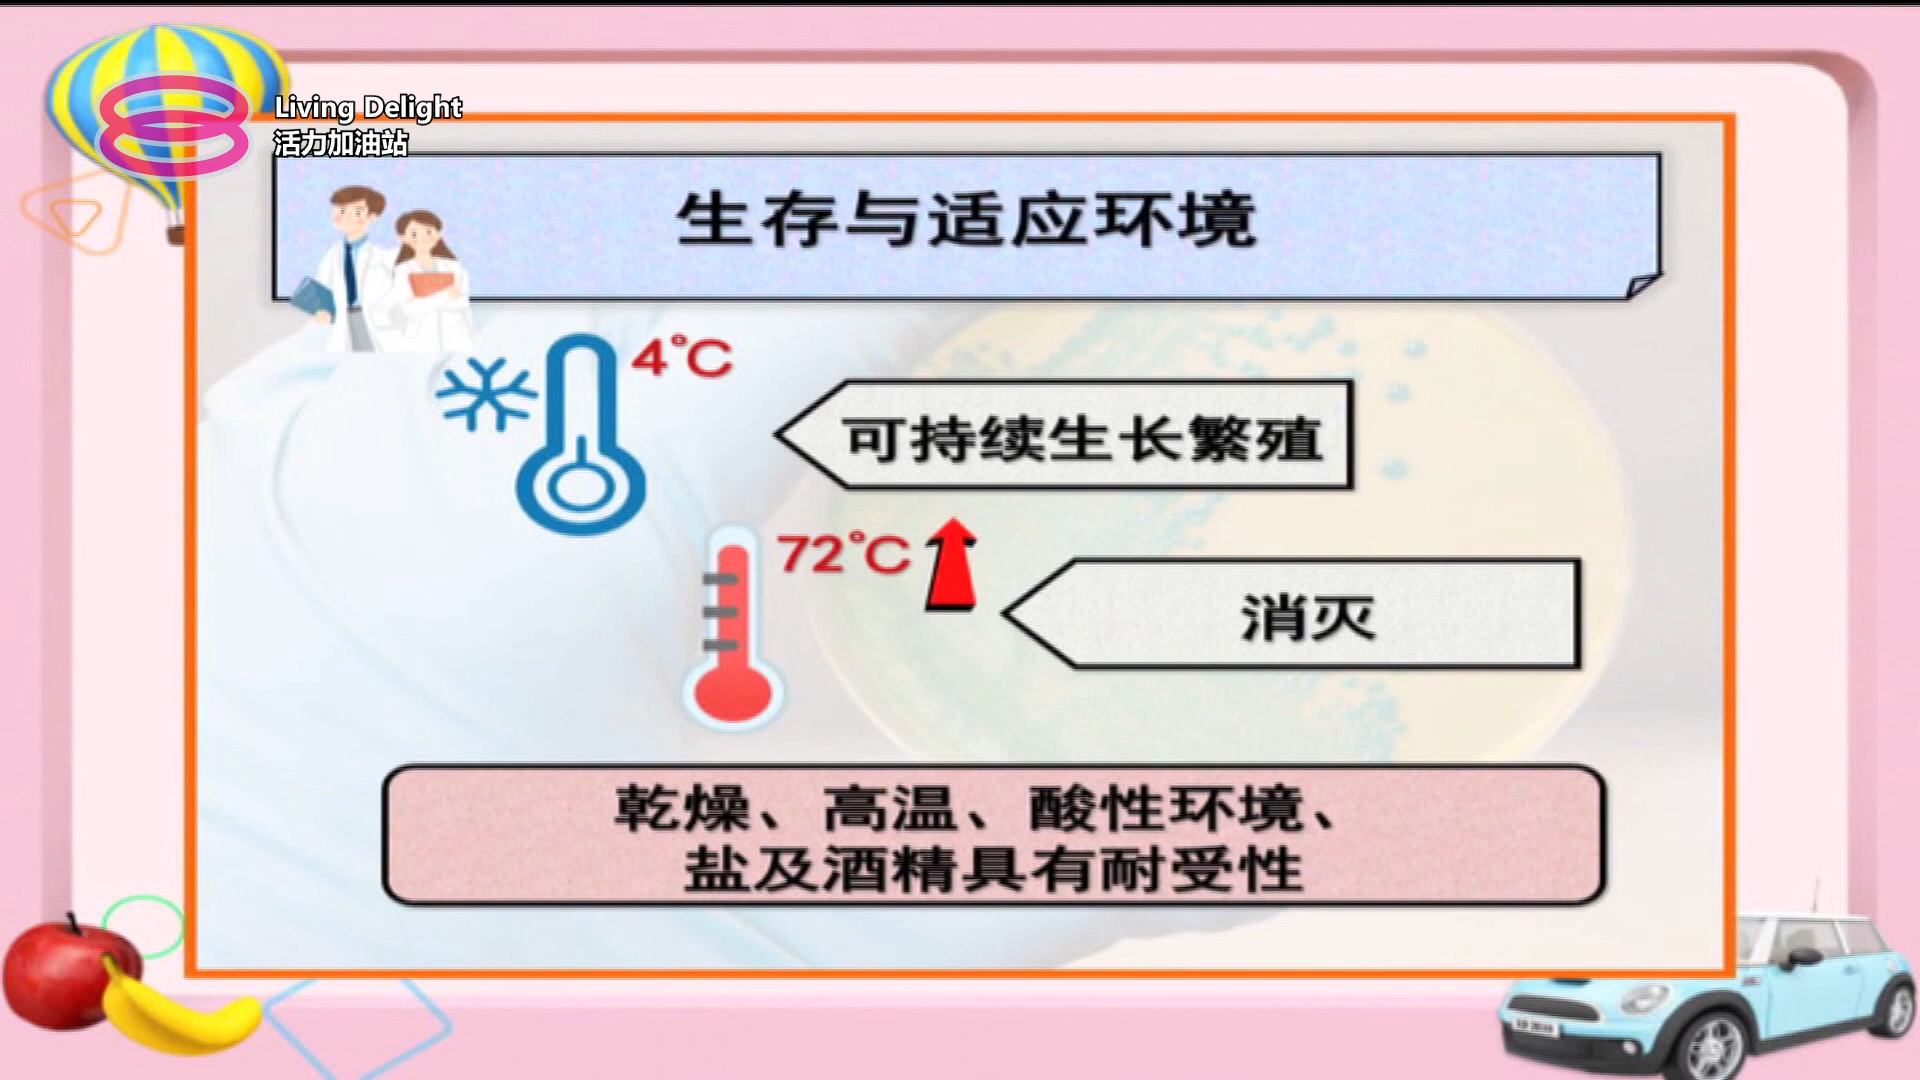 Living Delight
活力加油站
生存与适应环境
4°C
可持续生长繁殖
72°C
消灭
乾燥、高温、酸性环境、
盐及酒精具有耐受性